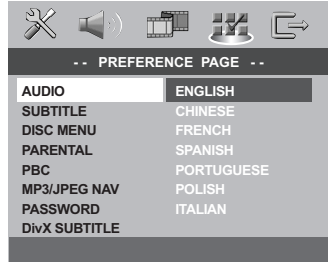 -- PREFERENCE PAGE --
AUDIO ENGLISH
SUBTITLE CHINESE
DISC MENU FRENCH
PARENTAL SPANISH
PBC PORTUGUESE
MP3/JPEG NAV POLISH
PASSWORD ITALIAN
DivX SUBTITLE